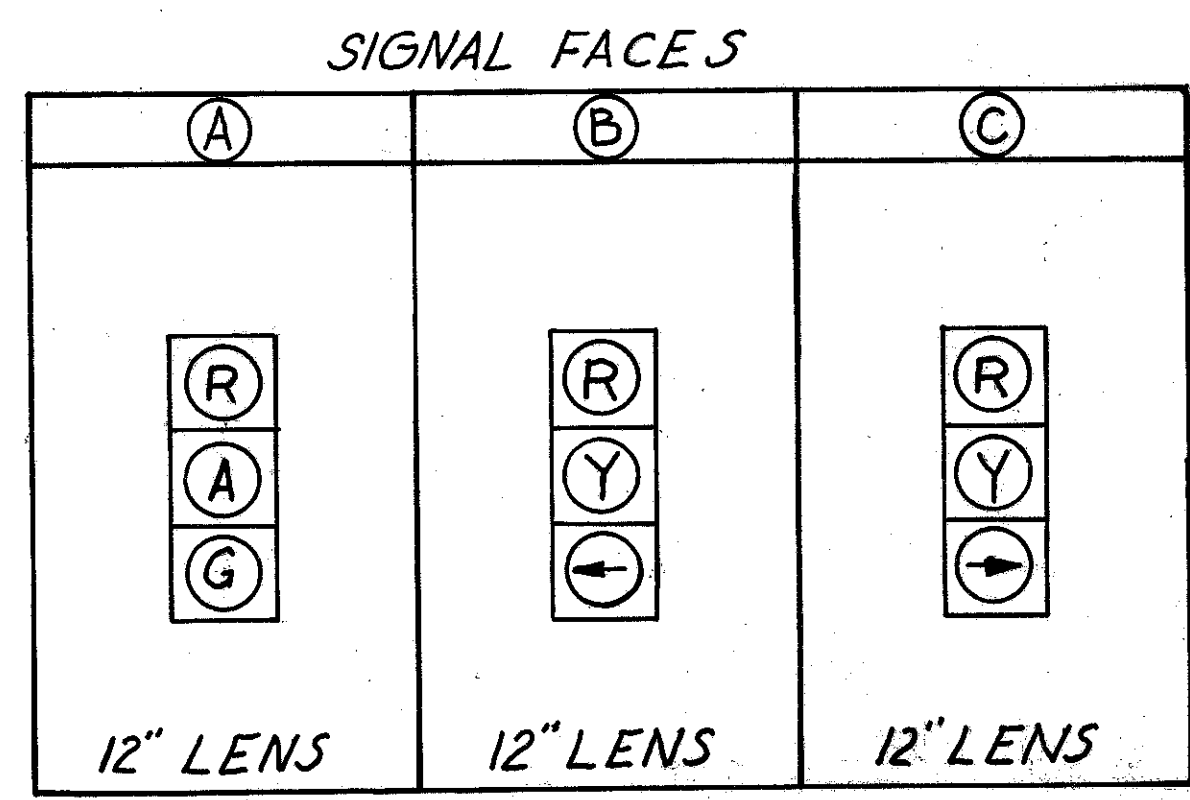 SIGNAL FACES
A B C
R R R
A Y Y
G ← →
12" LENS 12" LENS 12" LENS